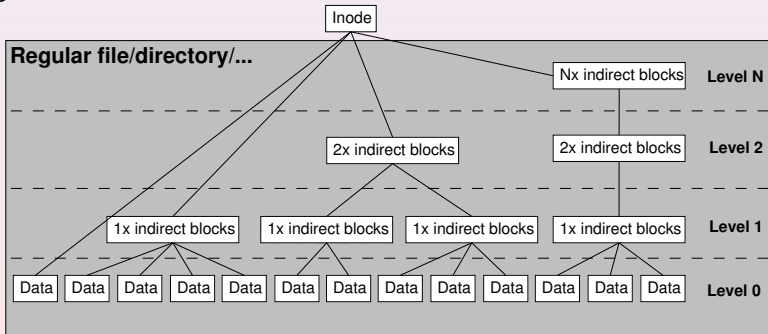 Inode
Regular file/directory/...
Nx indirect blocks Level N
2x indirect blocks 2x indirect blocks Level 2
1x indirect blocks 1x indirect blocks 1x indirect blocks 1x indirect blocks Level 1
Data Data Data Data Data Data Data Data Data Data Data Data Data Level 0